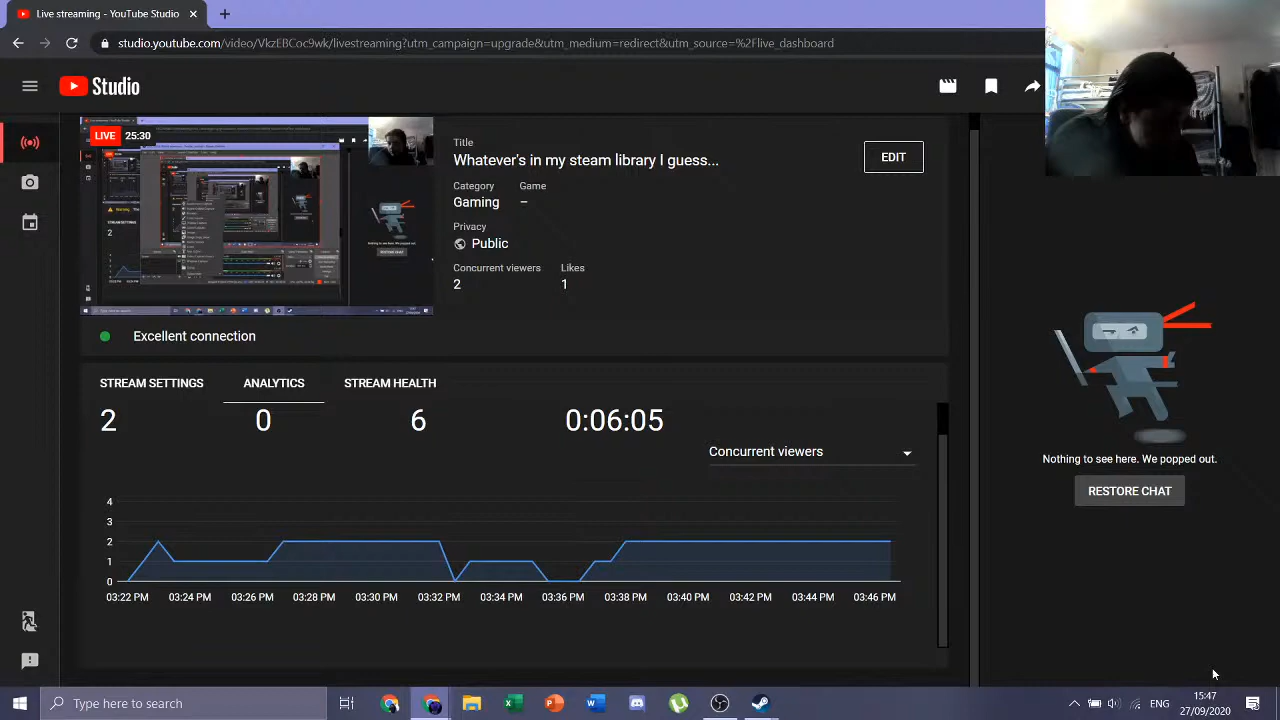 Live streaming - YouTube Studio
studio.youtube.com/video/VkzEBCoc9wk/livestreaming?utm_campaign=upgrade&utm_medium=redirect&utm_source=%2Flive_dashboard
Studio
LIVE 25:30
Title
Whatever's in my steam library I guess...
EDIT
Category Game
Gaming –
Privacy
Public
Concurrent viewers Likes
2 1
Excellent connection
STREAM SETTINGS ANALYTICS STREAM HEALTH
2 0 6 0:06:05
Concurrent viewers
4
3
2
1
0
03:22 PM 03:24 PM 03:26 PM 03:28 PM 03:30 PM 03:32 PM 03:34 PM 03:36 PM 03:38 PM 03:40 PM 03:42 PM 03:44 PM 03:46 PM
Nothing to see here. We popped out.
RESTORE CHAT
Type here to search
ENG
15:47
27/09/2020